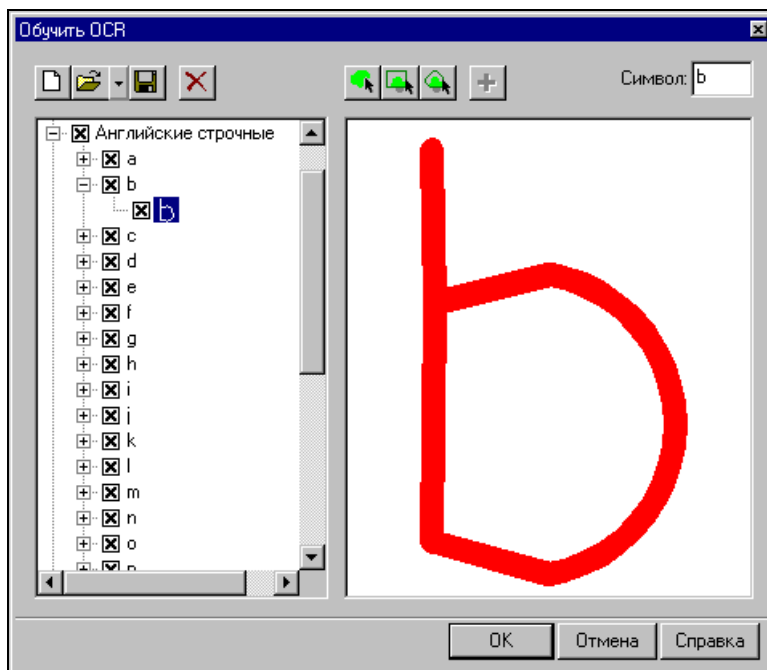 Обучить OCR
Символ: b
Английские строчные
a
b
b
c
d
e
f
g
h
i
j
k
l
m
n
o
b
OK Отмена Справка